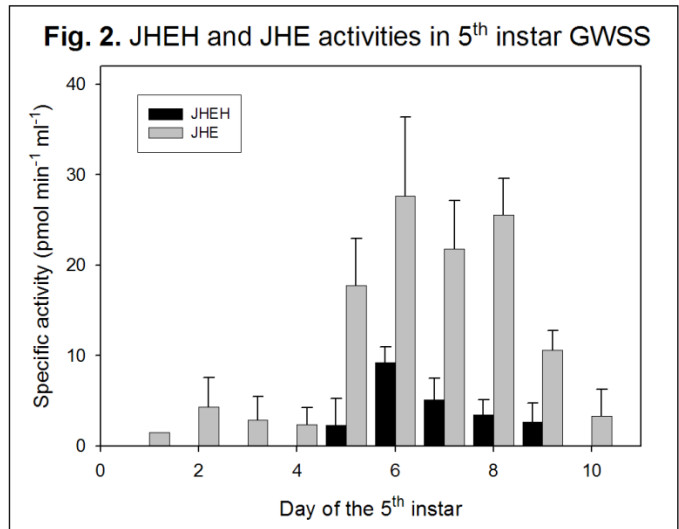 Fig. 2. JHEH and JHE activities in 5th instar GWSS
40
30
20
10
0
Specific activity (pmol min-1 ml-1)
JHEH
JHE
0 2 4 6 8 10
Day of the 5th instar